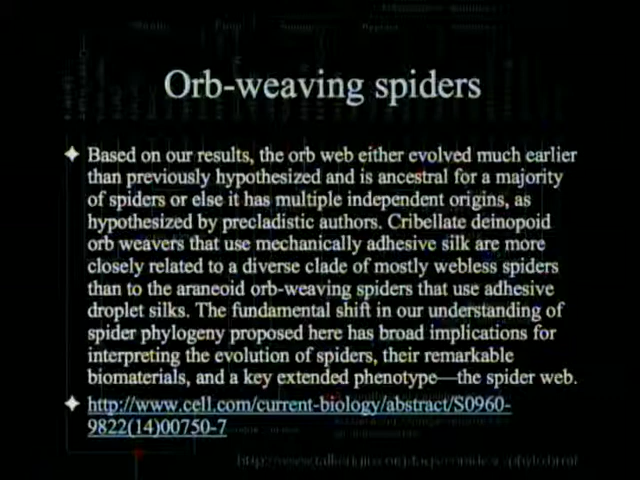 Orb-weaving spiders
Based on our results, the orb web either evolved much earlier
than previously hypothesized and is ancestral for a majority
of spiders or else it has multiple independent origins, as
hypothesized by precladistic authors. Cribellate deinopoid
orb weavers that use mechanically adhesive silk are more
closely related to a diverse clade of mostly webless spiders
than to the araneoid orb-weaving spiders that use adhesive
droplet silks. The fundamental shift in our understanding of
spider phylogeny proposed here has broad implications for
interpreting the evolution of spiders, their remarkable
biomaterials, and a key extended phenotype—the spider web.
http://www.cell.com/current-biology/abstract/S0960-
9822(14)00750-7